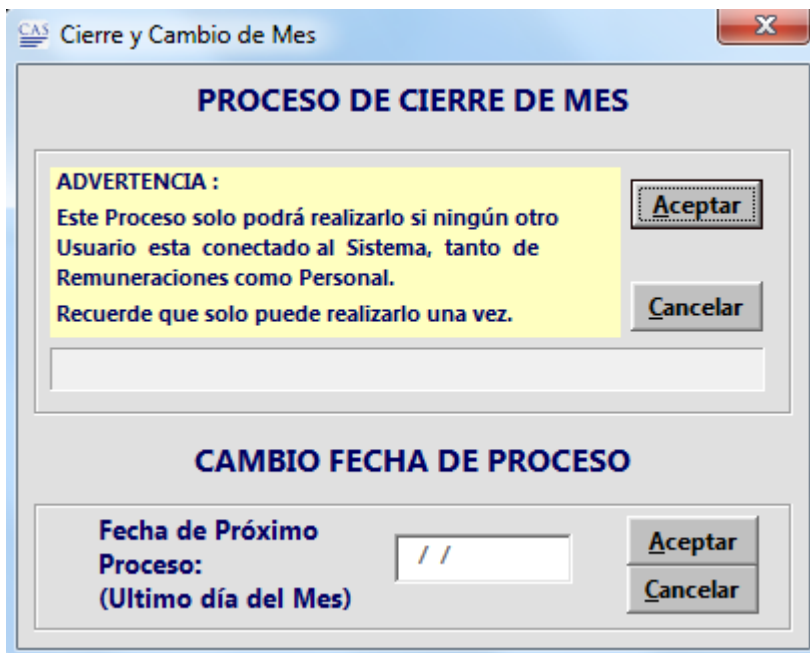 CAS Cierre y Cambio de Mes
PROCESO DE CIERRE DE MES
ADVERTENCIA :
Este Proceso solo podrá realizarlo si ningún otro
Usuario esta conectado al Sistema, tanto de
Remuneraciones como Personal.
Recuerde que solo puede realizarlo una vez.
Aceptar
Cancelar
CAMBIO FECHA DE PROCESO
Fecha de Próximo
Proceso:
(Ultimo día del Mes)
/ /
Aceptar
Cancelar